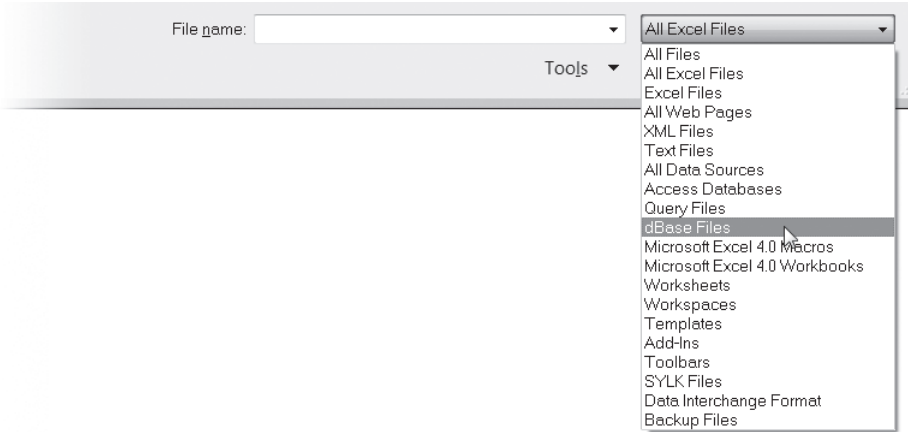 File name:
All Excel Files
Tools
All Files
All Excel Files
Excel Files
All Web Pages
XML Files
Text Files
All Data Sources
Access Databases
Query Files
dBase Files
Microsoft Excel 4.0 Macros
Microsoft Excel 4.0 Workbooks
Worksheets
Workspaces
Templates
Add-Ins
Toolbars
SYLK Files
Data Interchange Format
Backup Files